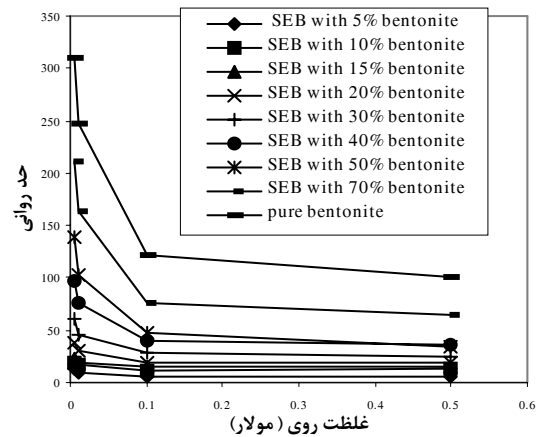 350
300
250
200
150
100
50
0
حد روانی
SEB with 5% bentonite
SEB with 10% bentonite
SEB with 15% bentonite
SEB with 20% bentonite
SEB with 30% bentonite
SEB with 40% bentonite
SEB with 50% bentonite
SEB with 70% bentonite
pure bentonite
0 0.1 0.2 0.3 0.4 0.5 0.6
غلظت روی (مولار)